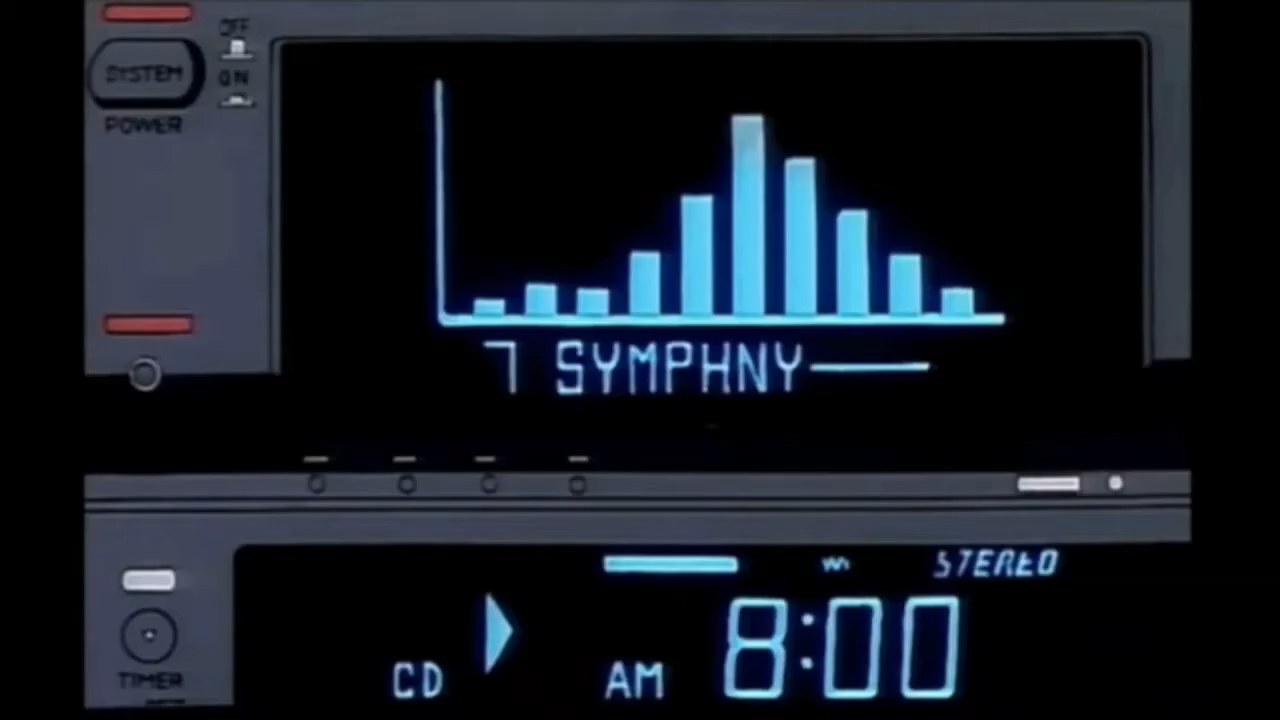 OFF
SYSTEM
ON
POWER
7 SYMPHNY
STEREO
CD AM 8:00
TIMER